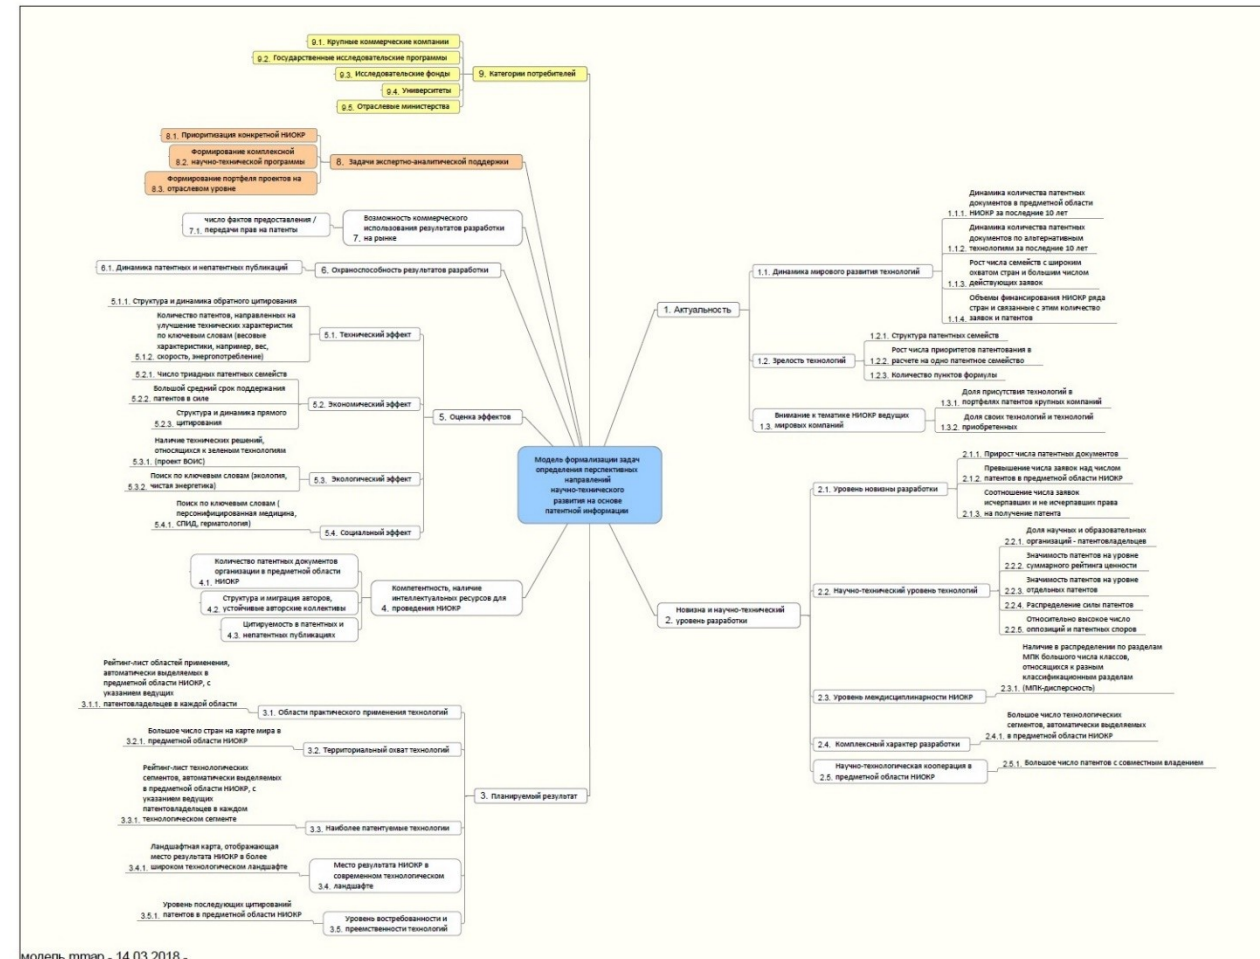 Модель формализации задач
определения перспективных
направлений
научно-технического
развития на основе
патентной информации
1. Актуальность
1.1. Динамика мирового развития технологий
Динамика количества патентных
документов в предметной области
1.1.1. НИОКР за последние 10 лет
Динамика количества патентных
документов по альтернативным
1.1.2. технологиям за последние 10 лет
Рост числа семейств с широким
охватом стран и большим числом
1.1.3. действующих заявок
Объемы финансирования НИОКР ряда
стран и связанные с этим количество
1.1.4. заявок и патентов
1.2. Зрелость технологий
1.2.1. Структура патентных семейств
Рост числа приоритетов патентования в
1.2.2. расчете на одно патентное семейство
1.2.3. Количество пунктов формулы
Внимание к тематике НИОКР ведущих
1.3. мировых компаний
Доля присутствия технологий в
1.3.1. портфелях патентов крупных компаний
Доля своих технологий и технологий
1.3.2. приобретенных
Новизна и научно-технический
2. уровень разработки
2.1. Уровень новизны разработки
2.1.1. Прирост числа патентных документов
Превышение числа заявок над числом
2.1.2. патентов в предметной области НИОКР
Соотношение числа заявок
исчерпавших и не исчерпавших права
2.1.3. на получение патента
2.2. Научно-технический уровень технологий
Доля научных и образовательных
2.2.1. организаций - патентовладельцев
Значимость патентов на уровне
2.2.2. суммарного рейтинга ценности
Значимость патентов на уровне
2.2.3. отдельных патентов
2.2.4. Распределение силы патентов
Относительно высокое число
2.2.5. оппозиций и патентных споров
2.3. Уровень междисциплинарности НИОКР
Наличие в распределении по разделам
МПК большого числа классов,
относящихся к разным
классификационным разделам
2.3.1. (МПК-дисперсность)
2.4. Комплексный характер разработки
Большое число технологических
сегментов, автоматически выделяемых
2.4.1. в предметной области НИОКР
Научно-технологическая кооперация в
2.5. предметной области НИОКР
2.5.1. Большое число патентов с совместным владением
3. Планируемый результат
3.1. Области практического применения технологий
Рейтинг-лист областей применения,
автоматически выделяемых в
предметной области НИОКР, с
указанием ведущих
3.1.1. патентовладельцев в каждой области
3.2. Территориальный охват технологий
Большое число стран на карте мира в
3.2.1. предметной области НИОКР
3.3. Наиболее патентуемые технологии
Рейтинг-лист технологических
сегментов, автоматически выделяемых
в предметной области НИОКР, с
указанием ведущих
патентовладельцев в каждом
3.3.1. технологическом сегменте
Место результата НИОКР в
современном технологическом
3.4. ландшафте
Ландшафтная карта, отображающая
место результата НИОКР в более
3.4.1. широком технологическом ландшафте
Уровень востребованности и
3.5. преемственности технологий
Уровень последующих цитирований
3.5.1. патентов в предметной области НИОКР
Компетентность, наличие
интеллектуальных ресурсов для
4. проведения НИОКР
Количество патентных документов
организации в предметной области
4.1. НИОКР
Структура и миграция авторов,
4.2. устойчивые авторские коллективы
Цитируемость в патентных и
4.3. непатентных публикациях
5. Оценка эффектов
5.1. Технический эффект
5.1.1. Структура и динамика обратного цитирования
Количество патентов, направленных на
улучшение технических характеристик
по ключевым словам (весовые
характеристики, например, вес,
5.1.2. скорость, энергопотребление)
5.2. Экономический эффект
5.2.1. Число триадных патентных семейств
Большой средний срок поддержания
5.2.2. патентов в силе
Структура и динамика прямого
5.2.3. цитирования
5.3. Экологический эффект
Наличие технических решений,
относящихся к зеленым технологиям
5.3.1. (проект ВОИС)
Поиск по ключевым словам (экология,
5.3.2. чистая энергетика)
5.4. Социальный эффект
Поиск по ключевым словам (
персонифицированная медицина,
5.4.1. СПИД, герматология)
6. Охраноспособность результатов разработки
6.1. Динамика патентных и непатентных публикаций
Возможность коммерческого
использования результатов разработки
7. на рынке
число фактов предоставления /
7.1. передачи прав на патенты
8. Задачи экспертно-аналитической поддержки
8.1. Приоритизация конкретной НИОКР
Формирование комплексной
8.2. научно-технической программы
Формирование портфеля проектов на
8.3. отраслевом уровне
9. Категории потребителей
9.1. Крупные коммерческие компании
9.2. Государственные исследовательские программы
9.3. Исследовательские фонды
9.4. Университеты
9.5. Отраслевые министерства
модель.mmap - 14.03.2018 -